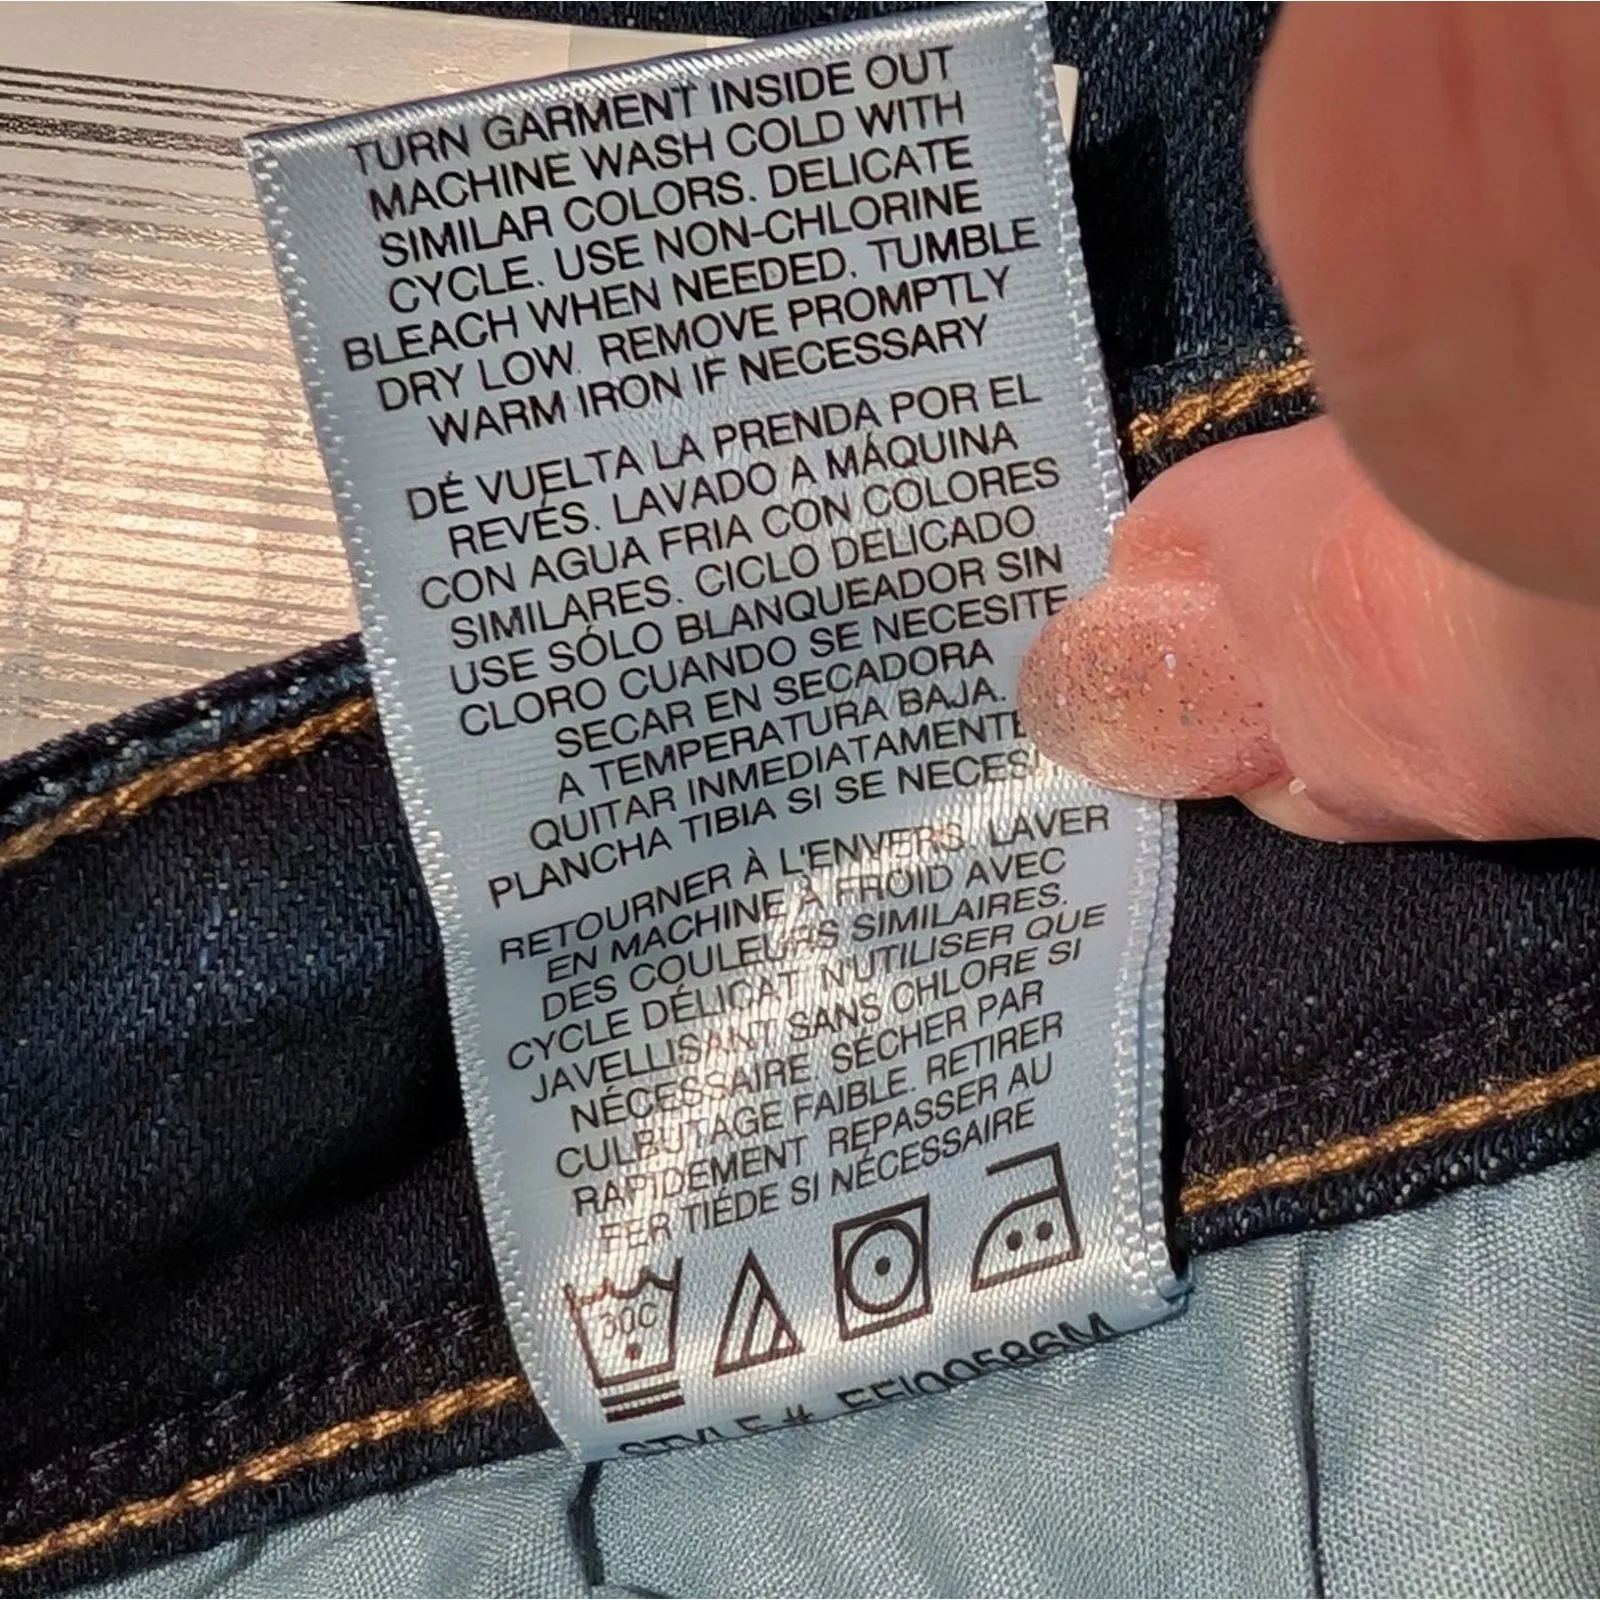 TURN GARMENT INSIDE OUT
MACHINE WASH COLD WITH
SIMILAR COLORS. DELICATE
CYCLE. USE NON-CHLORINE
BLEACH WHEN NEEDED. TUMBLE
DRY LOW. REMOVE PROMPTLY
WARM IRON IF NECESSARY
DÉ VUELTA LA PRENDA POR EL
REVÉS. LAVADO A MÁQUINA
CON AGUA FRIA CON COLORES
SIMILARES. CICLO DELICADO
USE SÓLO BLANQUEADOR SIN
CLORO CUANDO SE NECESITE
SECAR EN SECADORA
A TEMPERATURA BAJA.
QUITAR INMEDIATAMENTE
PLANCHA TIBIA SI SE
RETOURNER À L'ENVERS. LAVER
EN MACHINE À FROID AVEC
DES COULEURS SIMILAIRES.
CYCLE DÉLICAT. N'UTILISER QUE
JAVELLISANT SANS CHLORE SI
NÉCESSAIRE. SÉCHER PAR
CULBUTAGE FAIBLE. RETIRER
RAPIDEMENT REPASSER AU
FER TIÉDE SI NÉCESSAIRE
30C
STYLE #